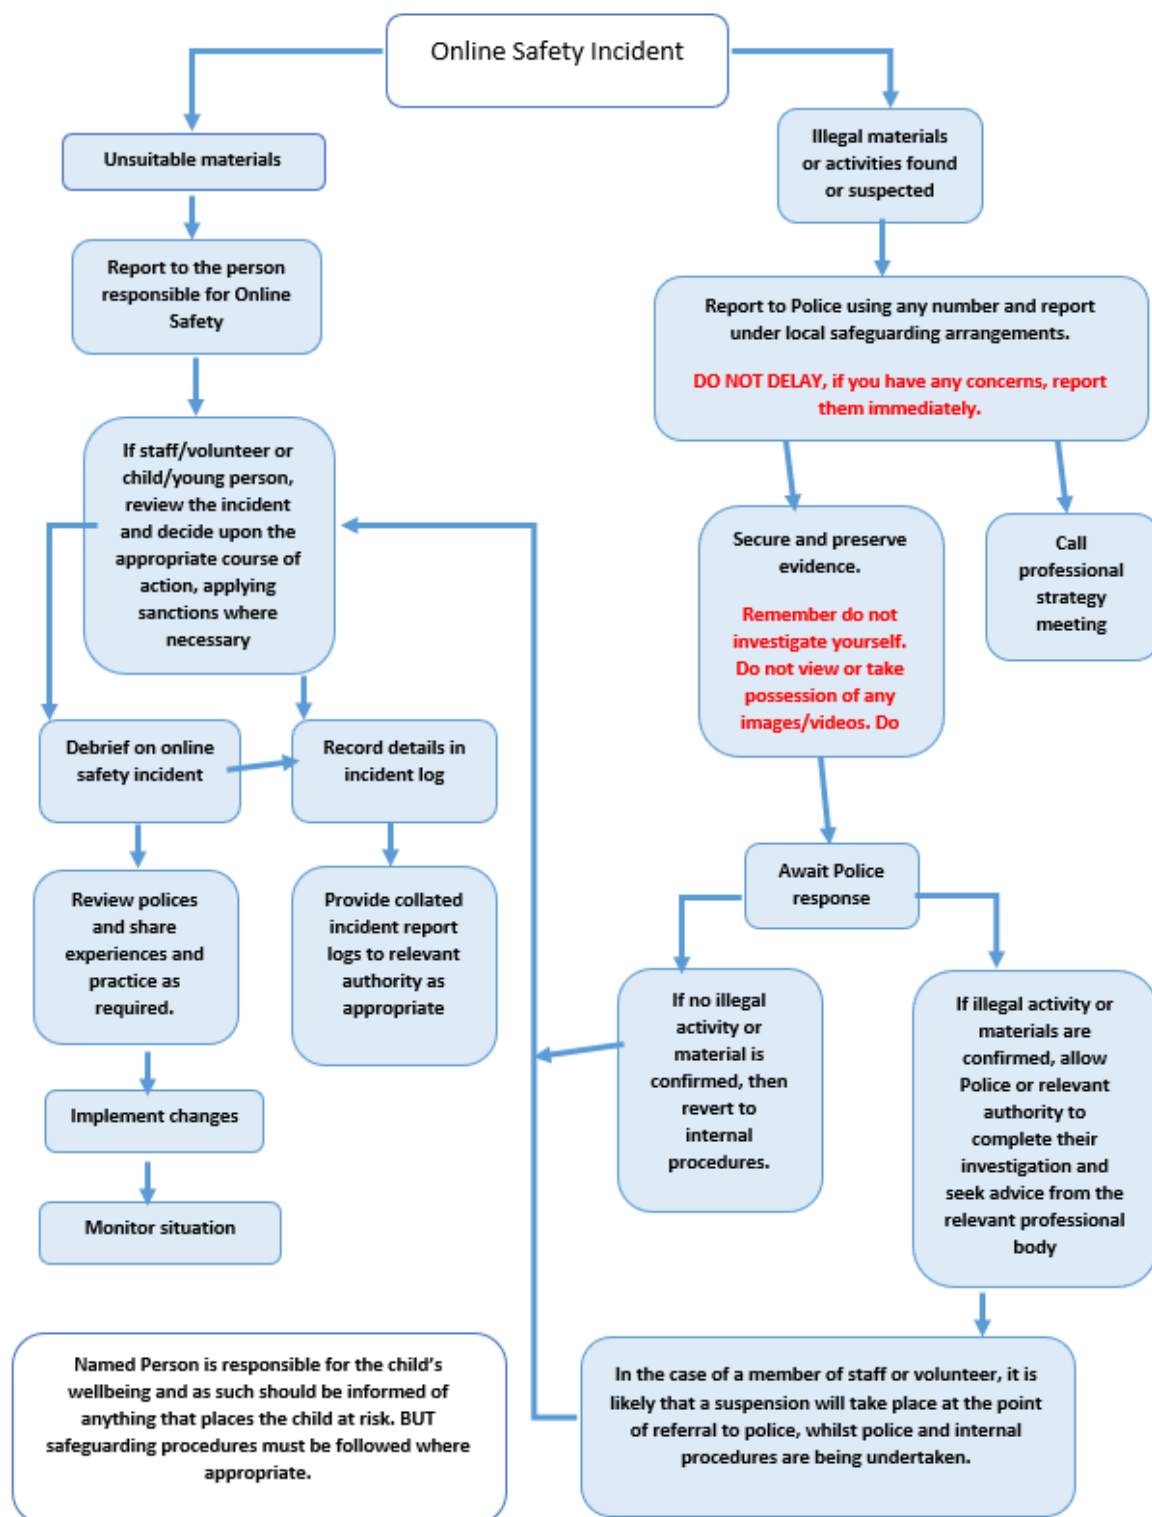 Online Safety Incident
Unsuitable materials
Report to the person
responsible for Online
Safety
If staff/volunteer or
child/young person,
review the incident
and decide upon the
appropriate course of
action, applying
sanctions where
necessary
Debrief on online
safety incident
Record details in
incident log
Review polices
and share
experiences and
practice as
required.
Provide collated
incident report
logs to relevant
authority as
appropriate
Implement changes
Monitor situation
Named Person is responsible for the child's
wellbeing and as such should be informed of
anything that places the child at risk. BUT
safeguarding procedures must be followed where
appropriate.
Illegal materials
or activities found
or suspected
Report to Police using any number and report
under local safeguarding arrangements.
DO NOT DELAY, if you have any concerns, report
them immediately.
Secure and preserve
evidence.
Remember do not
investigate yourself.
Do not view or take
possession of any
images/videos. Do
Call
professional
strategy
meeting
Await Police
response
If no illegal
activity or
material is
confirmed, then
revert to
internal
procedures.
If illegal activity or
materials are
confirmed, allow
Police or relevant
authority to
complete their
investigation and
seek advice from the
relevant professional
body
In the case of a member of staff or volunteer, it is
likely that a suspension will take place at the point
of referral to police, whilst police and internal
procedures are being undertaken.